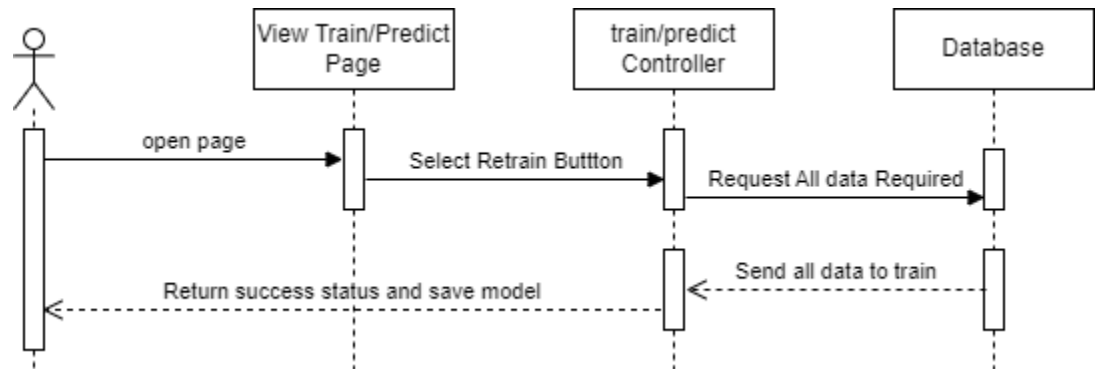 View Train/Predict
Page
train/predict
Controller
Database
open page
Select Retrain Buttton
Request All data Required
Send all data to train
Return success status and save model